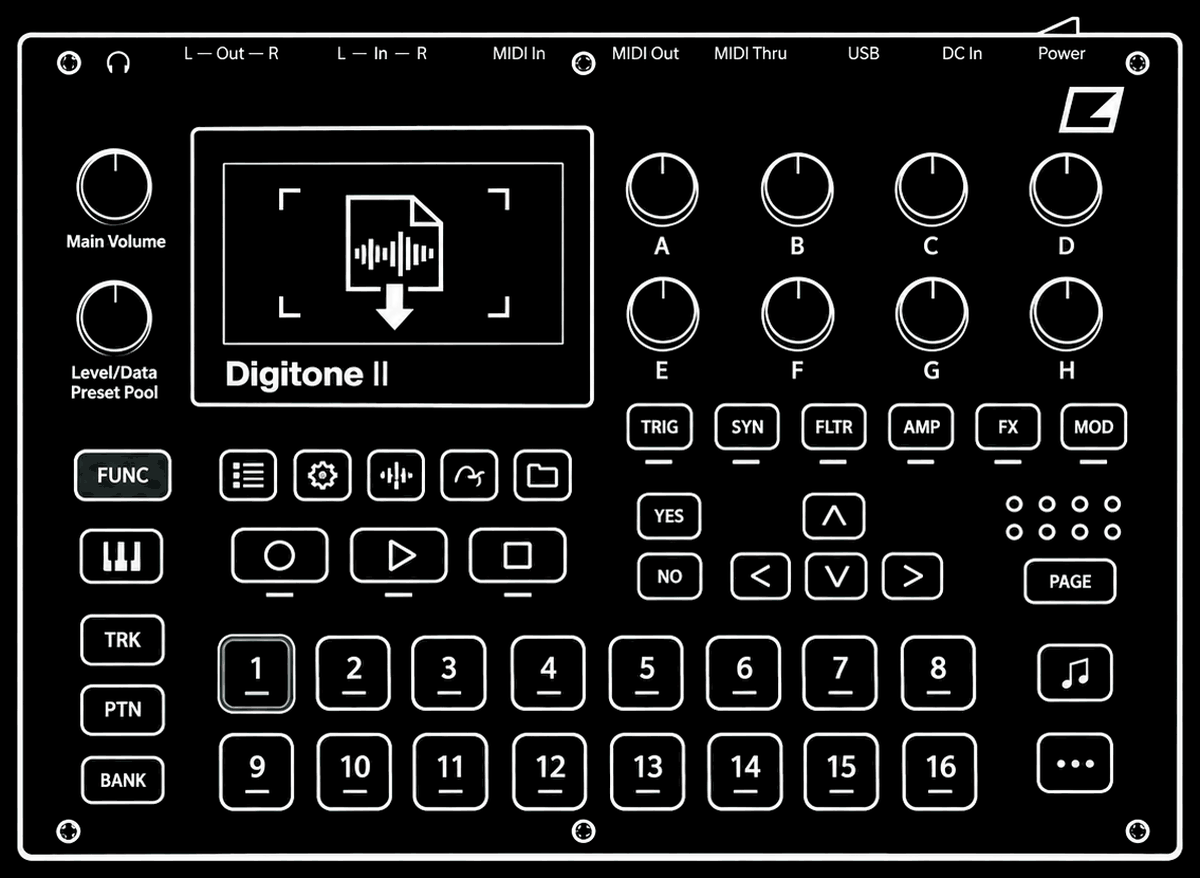 L — Out — R L — In — R MIDI In MIDI Out MIDI Thru USB DC In Power
Main Volume
A B C D
Level/Data
Preset Pool
E F G H
Digitone II
TRIG SYN FLTR AMP FX MOD
FUNC
YES
NO
PAGE
TRK
1 2 3 4 5 6 7 8
PTN
BANK
9 10 11 12 13 14 15 16